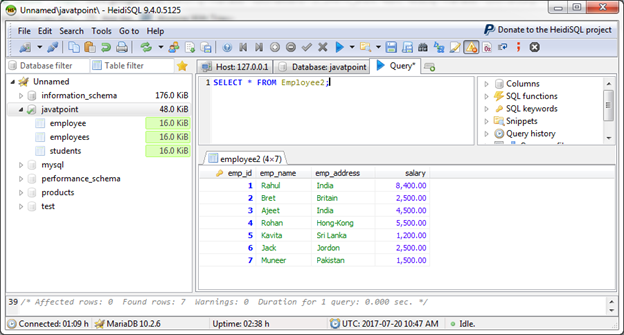 Unnamed\javatpoint\ - HeidiSQL 9.4.0.5125
File Edit Search Tools Go to Help
Donate to the HeidiSQL project
Database filter
Table filter
Host: 127.0.0.1
Database: javatpoint
Query*
Unnamed
information_schema 176.0 KiB
javatpoint 48.0 KiB
employee 16.0 KiB
employees 16.0 KiB
students 16.0 KiB
mysql
performance_schema
products
test
1 SELECT * FROM Employee2;
Columns
SQL functions
SQL keywords
Snippets
Query history
employee2 (4×7)
emp_id emp_name emp_address salary
1 Rahul India 8,400.00
2 Bret Britain 2,500.00
3 Ajeet India 4,500.00
4 Rohan Hong-Kong 5,500.00
5 Kavita Sri Lanka 1,200.00
6 Jack Jordon 2,500.00
7 Muneer Pakistan 1,500.00
39 /* Affected rows: 0 Found rows: 7 Warnings: 0 Duration for 1 query: 0.000 sec. */
Connected: 01:09 h
MariaDB 10.2.6
Uptime: 02:38 h
UTC: 2017-07-20 10:47 AM
Idle.